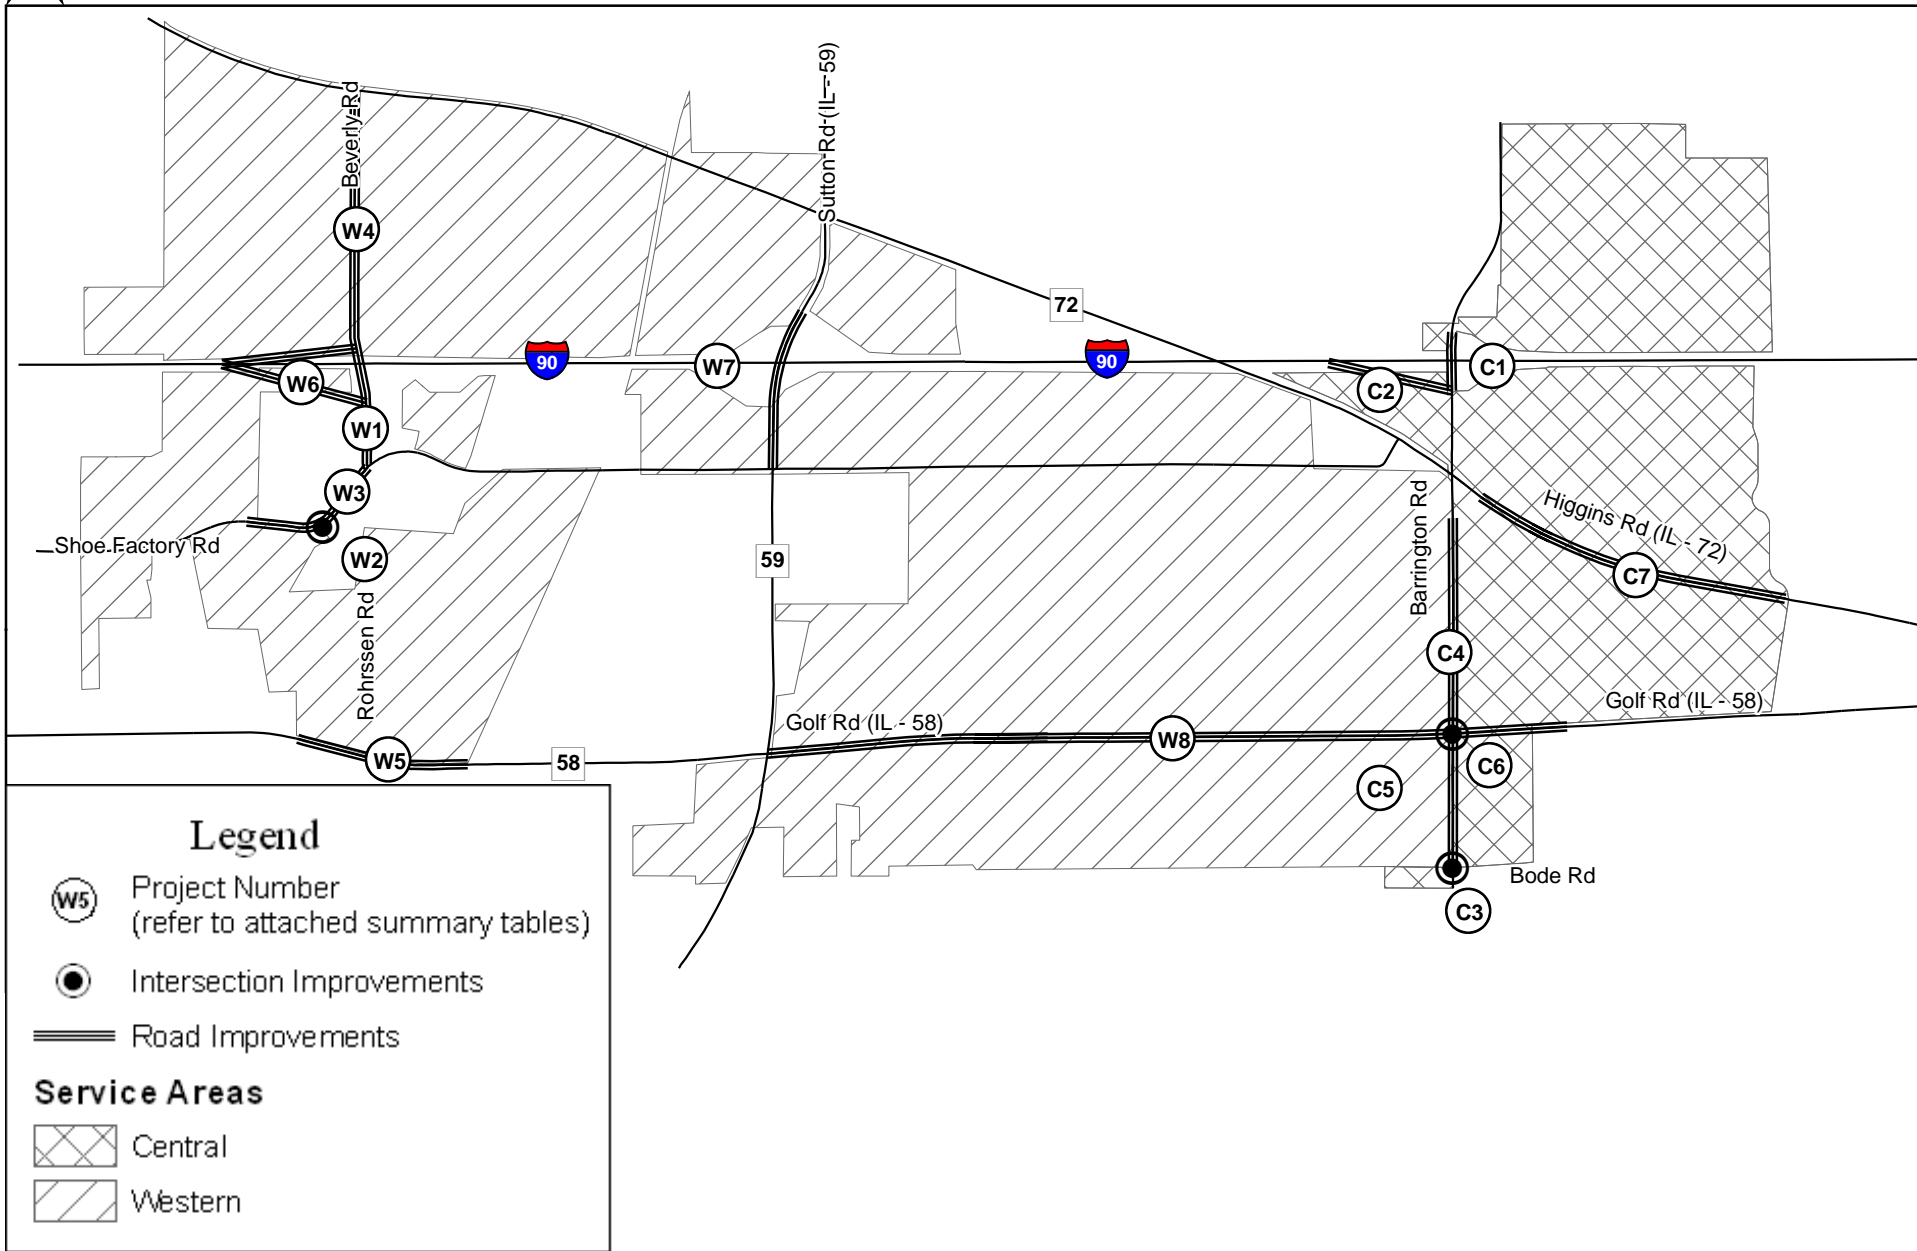 Beverly Rd
Sutton Rd (IL - 59)
W4
72
90
W7
90
C1
W6
C2
W1
W3
Barrington Rd
Higgins Rd (IL - 72)
Shoe Factory Rd
W2
59
C7
Rohrssen Rd
C4
Golf Rd (IL - 58)
Golf Rd (IL - 58)
W8
W5
58
C6
C5
Bode Rd
C3
Legend
W5
Project Number
(refer to attached summary tables)
Intersection Improvements
Road Improvements
Service Areas
Central
Western